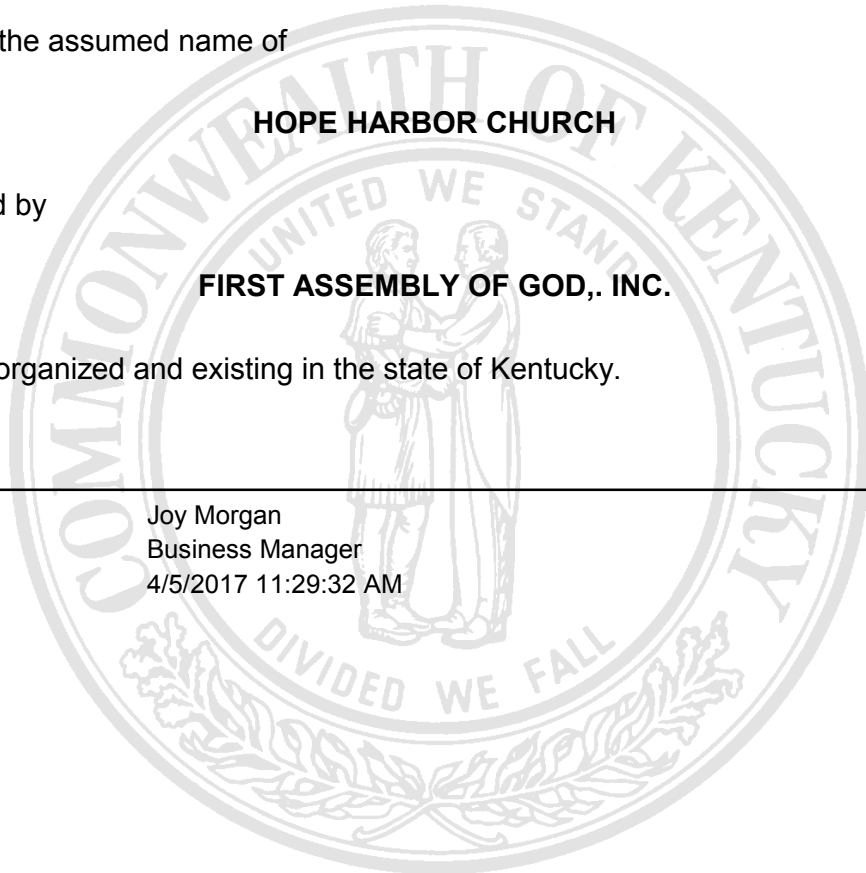 the assumed name of
HOPE HARBOR CHURCH
d by
FIRST ASSEMBLY OF GOD,. INC.
organized and existing in the state of Kentucky.
Joy Morgan
Business Manager
4/5/2017 11:29:32 AM
COMMONWEALTH OF KENTUCKY
UNITED WE STAND
DIVIDED WE FALL